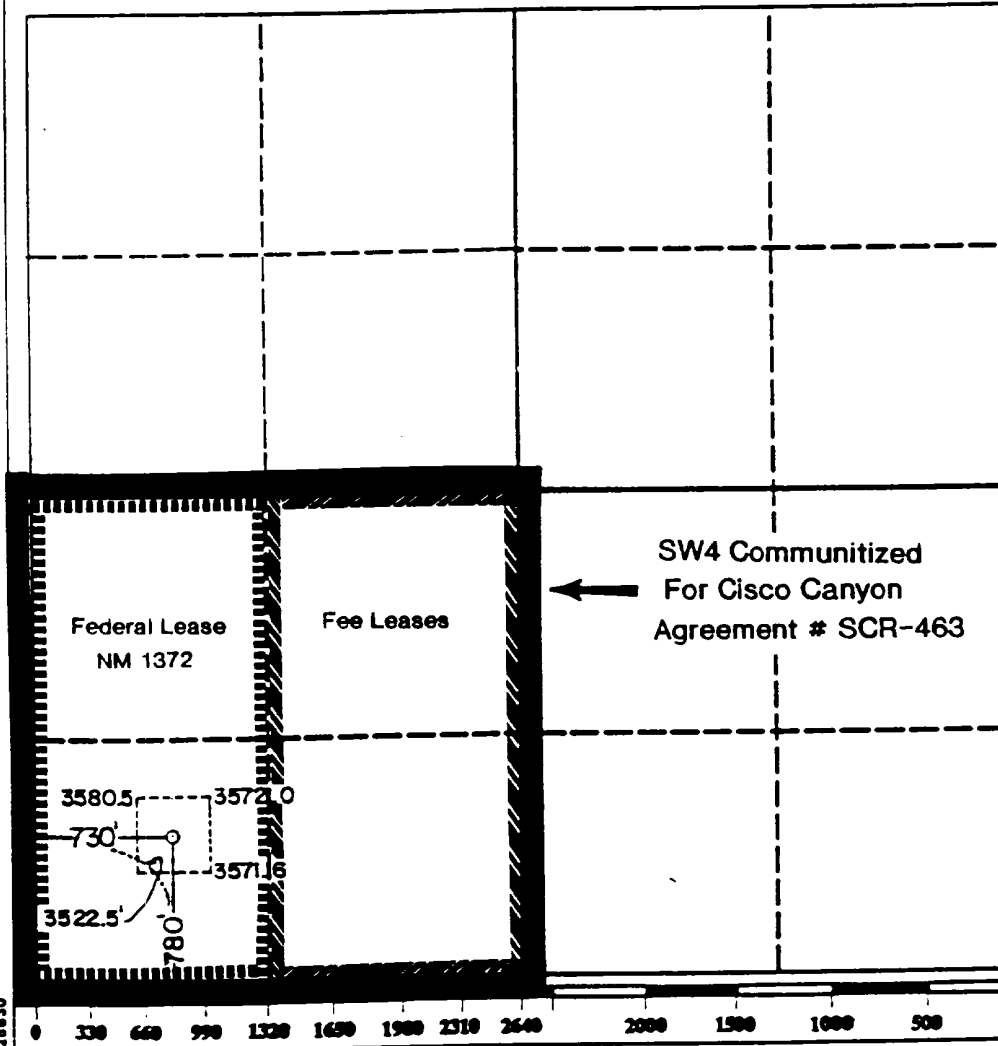 SW4 Communitized
For Cisco Canyon
Agreement # SCR-463
Federal Lease
NM 1372
Fee Leases
3580.5 3572.0
730'
3571.6
3522.5'
780'
0 330 660 990 1320 1650 1980 2310 2640 2000 1500 1000 500